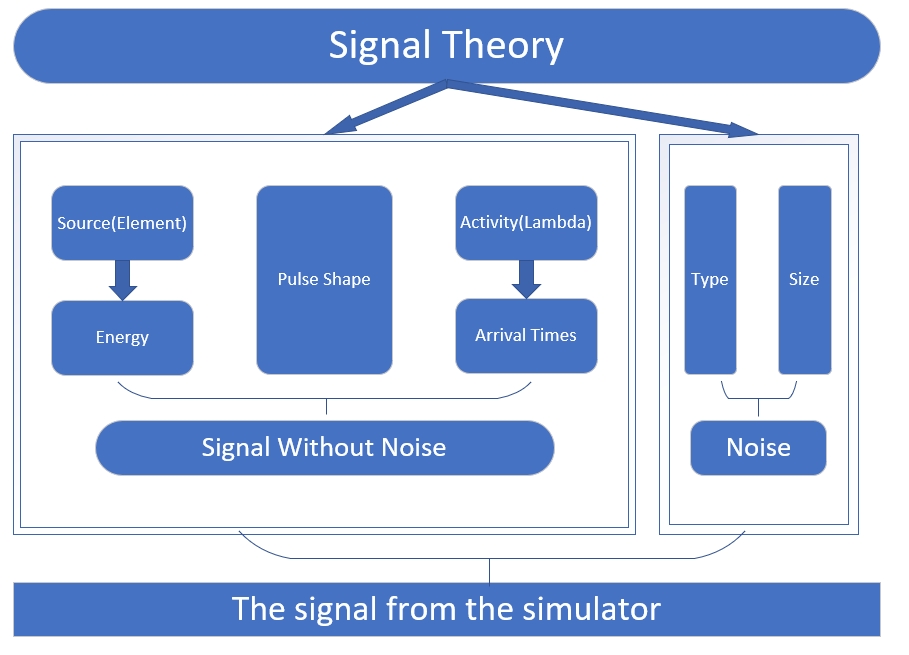 Signal Theory
Source(Element)
Pulse Shape
Activity(Lambda)
Type
Size
Energy
Arrival Times
Signal Without Noise
Noise
The signal from the simulator